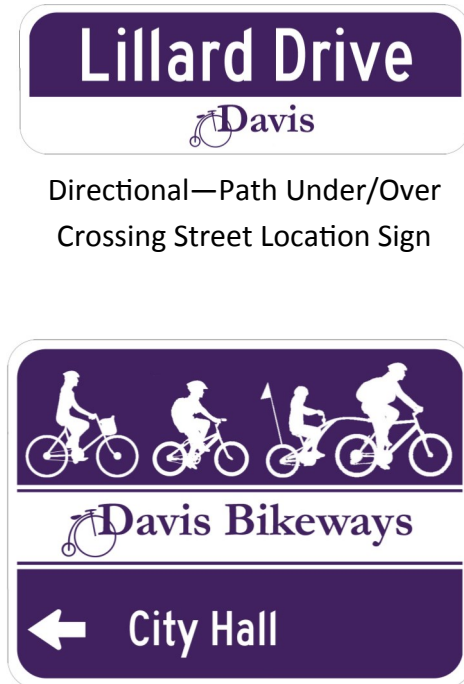 Lillard Drive
Davis
Directional—Path Under/Over
Crossing Street Location Sign
Davis Bikeways
City Hall